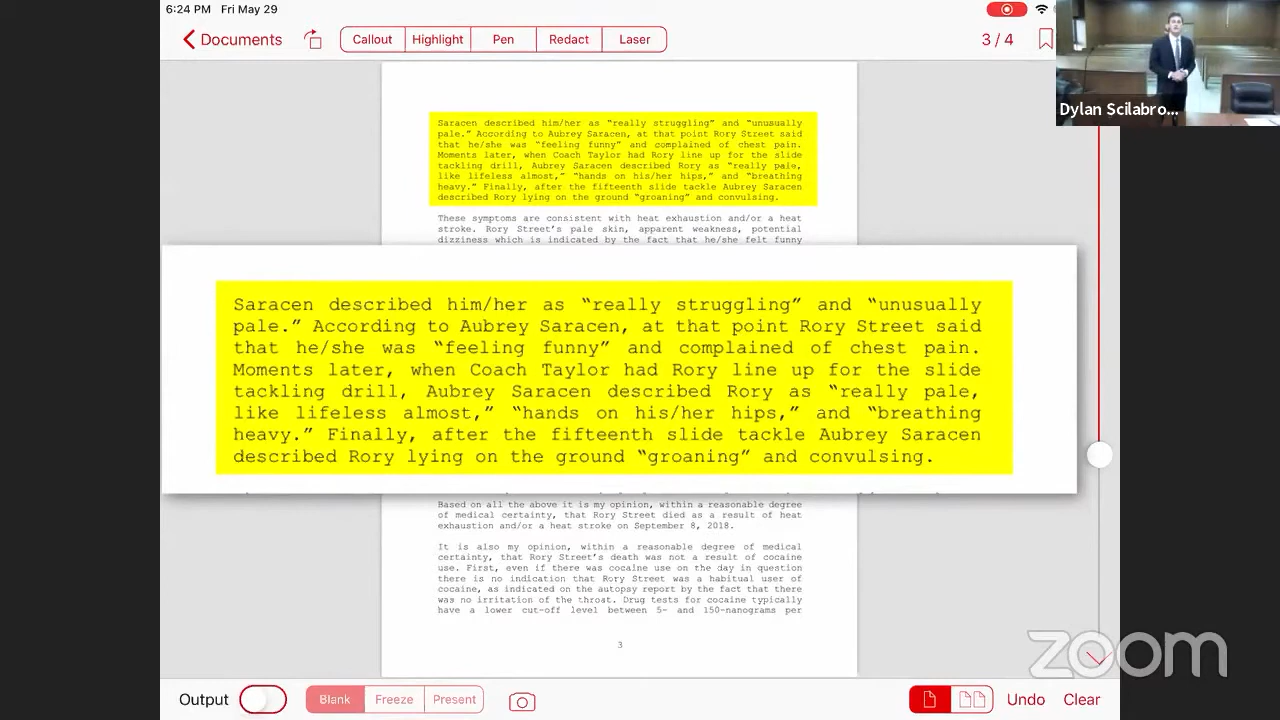 6:24 PM Fri May 29
Documents
Callout Highlight Pen Redact Laser
3 / 4
Dylan Scilabro...
Saracen described him/her as “really struggling” and “unusually
pale.” According to Aubrey Saracen, at that point Rory Street said
that he/she was “feeling funny” and complained of chest pain.
Moments later, when Coach Taylor had Rory line up for the slide
tackling drill, Aubrey Saracen described Rory as “really pale,
like lifeless almost,” “hands on his/her hips,” and “breathing
heavy.” Finally, after the fifteenth slide tackle Aubrey Saracen
described Rory lying on the ground “groaning” and convulsing.
These symptoms are consistent with heat exhaustion and/or a heat
stroke. Rory Street’s pale skin, apparent weakness, potential
dizziness which is indicated by the fact that he/she felt funny
Saracen described him/her as “really struggling” and “unusually
pale.” According to Aubrey Saracen, at that point Rory Street said
that he/she was “feeling funny” and complained of chest pain.
Moments later, when Coach Taylor had Rory line up for the slide
tackling drill, Aubrey Saracen described Rory as “really pale,
like lifeless almost,” “hands on his/her hips,” and “breathing
heavy.” Finally, after the fifteenth slide tackle Aubrey Saracen
described Rory lying on the ground “groaning” and convulsing.
Based on all the above it is my opinion, within a reasonable degree
of medical certainty, that Rory Street died as a result of heat
exhaustion and/or a heat stroke on September 8, 2018.
It is also my opinion, within a reasonable degree of medical
certainty, that Rory Street’s death was not a result of cocaine
use. First, even if there was cocaine use on the day in question
there is no indication that Rory Street was a habitual user of
cocaine, as indicated on the autopsy report by the fact that there
was no irritation of the throat. Drug tests for cocaine typically
have a lower cut-off level between 5- and 150-nanograms per
3
zoom
Output Blank Freeze Present Undo Clear